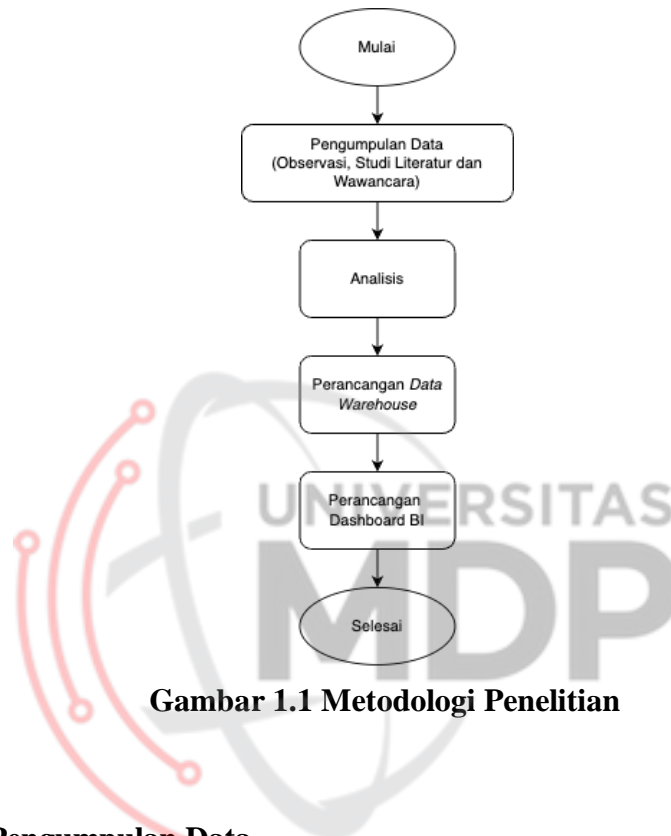 Mulai
Pengumpulan Data
(Observasi, Studi Literatur dan
Wawancara)
Analisis
Perancangan Data
Warehouse
Perancangan
Dashboard BI
Selesai
UNIVERSITAS
MDP
Gambar 1.1 Metodologi Penelitian
Pengumpulan Data